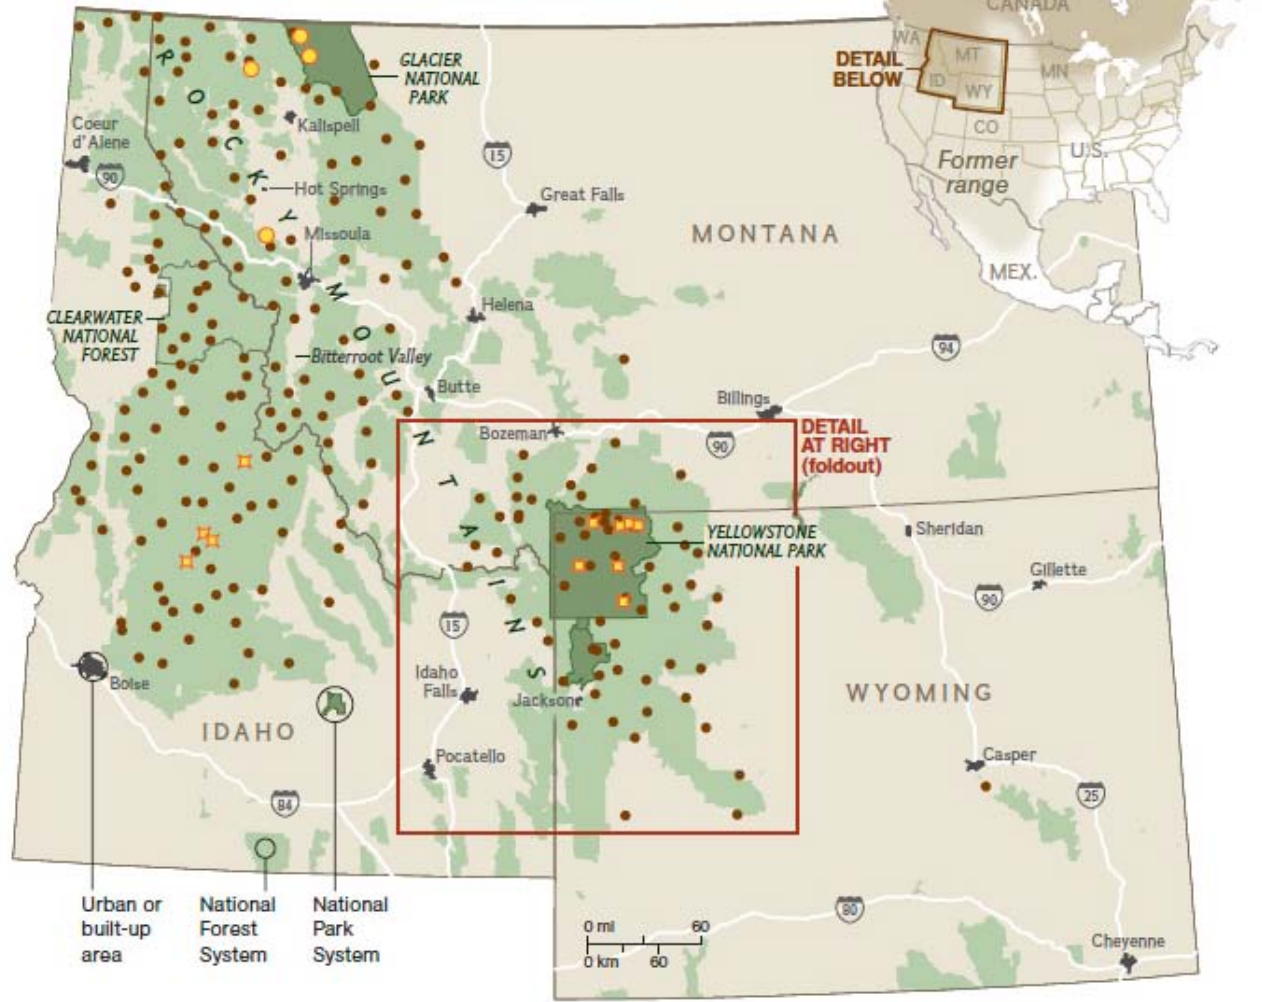 CANADA
WA
MT
MN
ID
WY
CO
U.S.
DETAIL
BELOW
Former
range
MEX.
GLACIER
NATIONAL
PARK
ROCKY MOUNTAINS
Coeur
d'Alene
90
Kalispell
15
Hot Springs
Great Falls
MONTANA
Missoula
CLEARWATER
NATIONAL
FOREST
Helena
Bitterroot Valley
94
Butte
Billings
Bozeman
90
DETAIL
AT RIGHT
(foldout)
YELLOWSTONE
NATIONAL PARK
Sheridan
Gillette
90
15
Idaho
Falls
Jackson
Boise
IDAHO
WYOMING
Pocatello
Casper
84
25
Urban or
built-up
area
National
Forest
System
National
Park
System
80
0 mi 60
0 km 60
Cheyenne